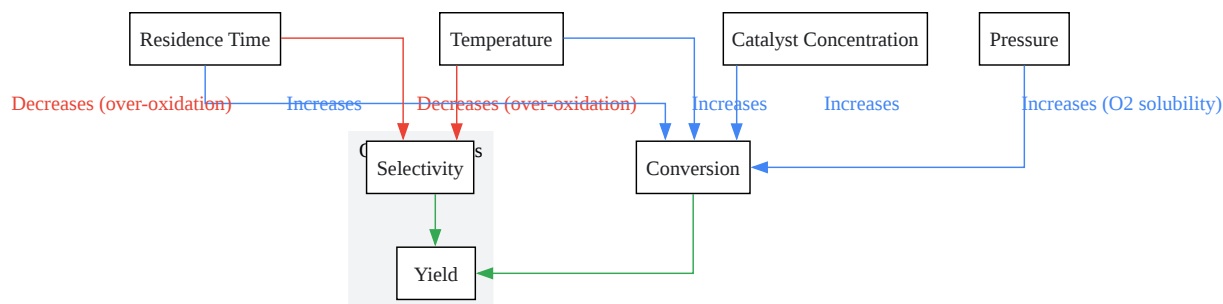 Residence Time
Temperature
Catalyst Concentration
Pressure
Decreases (over-oxidation)
Increases
Decreases (over-oxidation)
Increases
Increases
Increases (O2 solubility)
Selectivity
Conversion
Yield